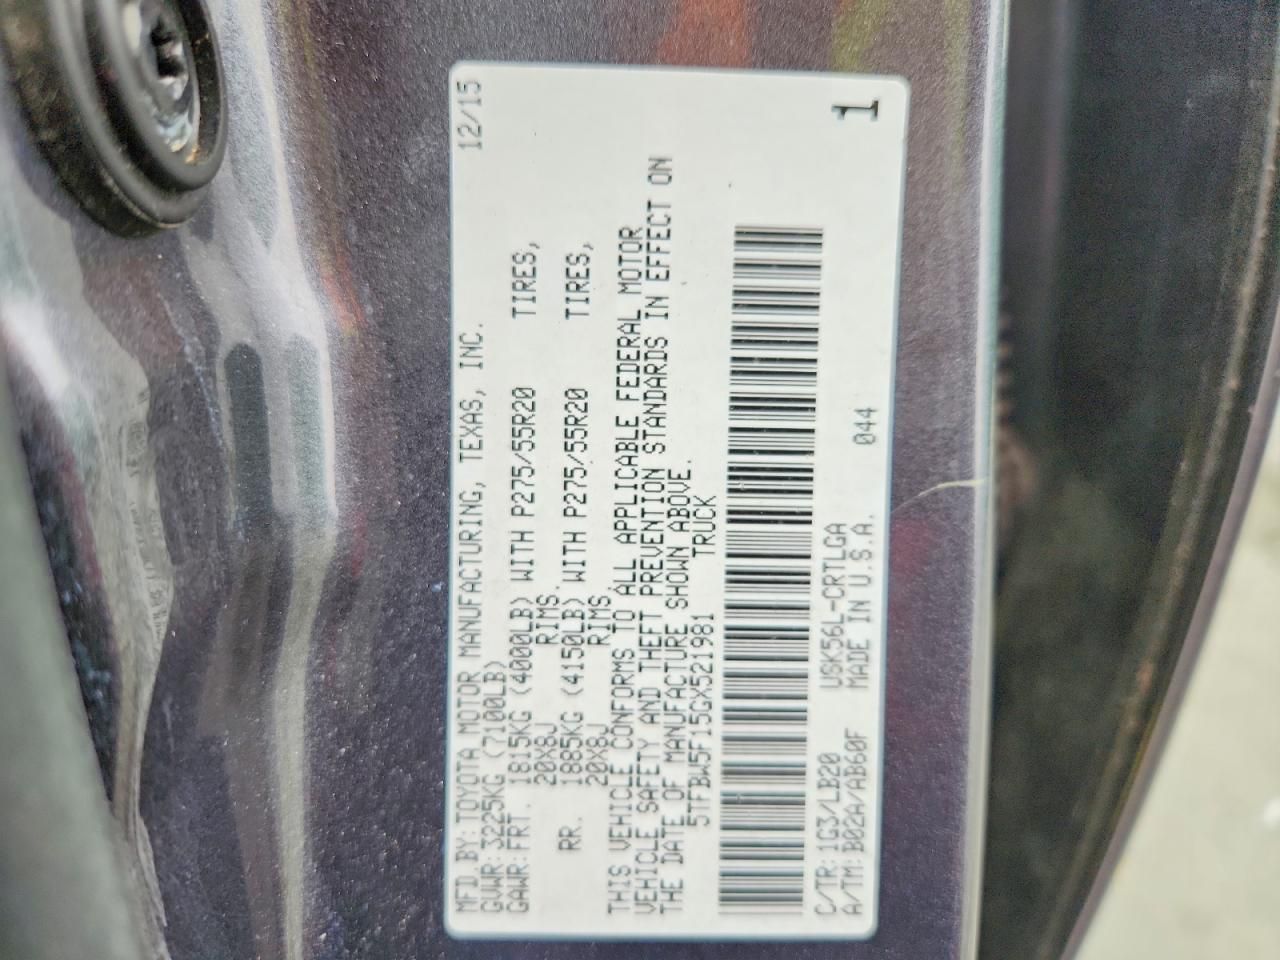 MFD.BY: TOYOTA MOTOR MANUFACTURING, TEXAS, INC. 12/15
GVWR: 3225KG (7100LB)
GAWR: FRT. 1815KG (4000LB) WITH P275/55R20 TIRES,
20X8J RIMS,
RR. 1885KG (4150LB) WITH P275/55R20 TIRES,
20X8J RIMS,
THIS VEHICLE CONFORMS TO ALL APPLICABLE FEDERAL MOTOR
VEHICLE SAFETY AND THEFT PREVENTION STANDARDS IN EFFECT ON
THE DATE OF MANUFACTURE SHOWN ABOVE.
5TFBW5F15GX521981 TRUCK
C/TR: 1G3/LB20 USK56L-CRTLGA 044
A/TM: B02A/AB60F MADE IN U.S.A.
1